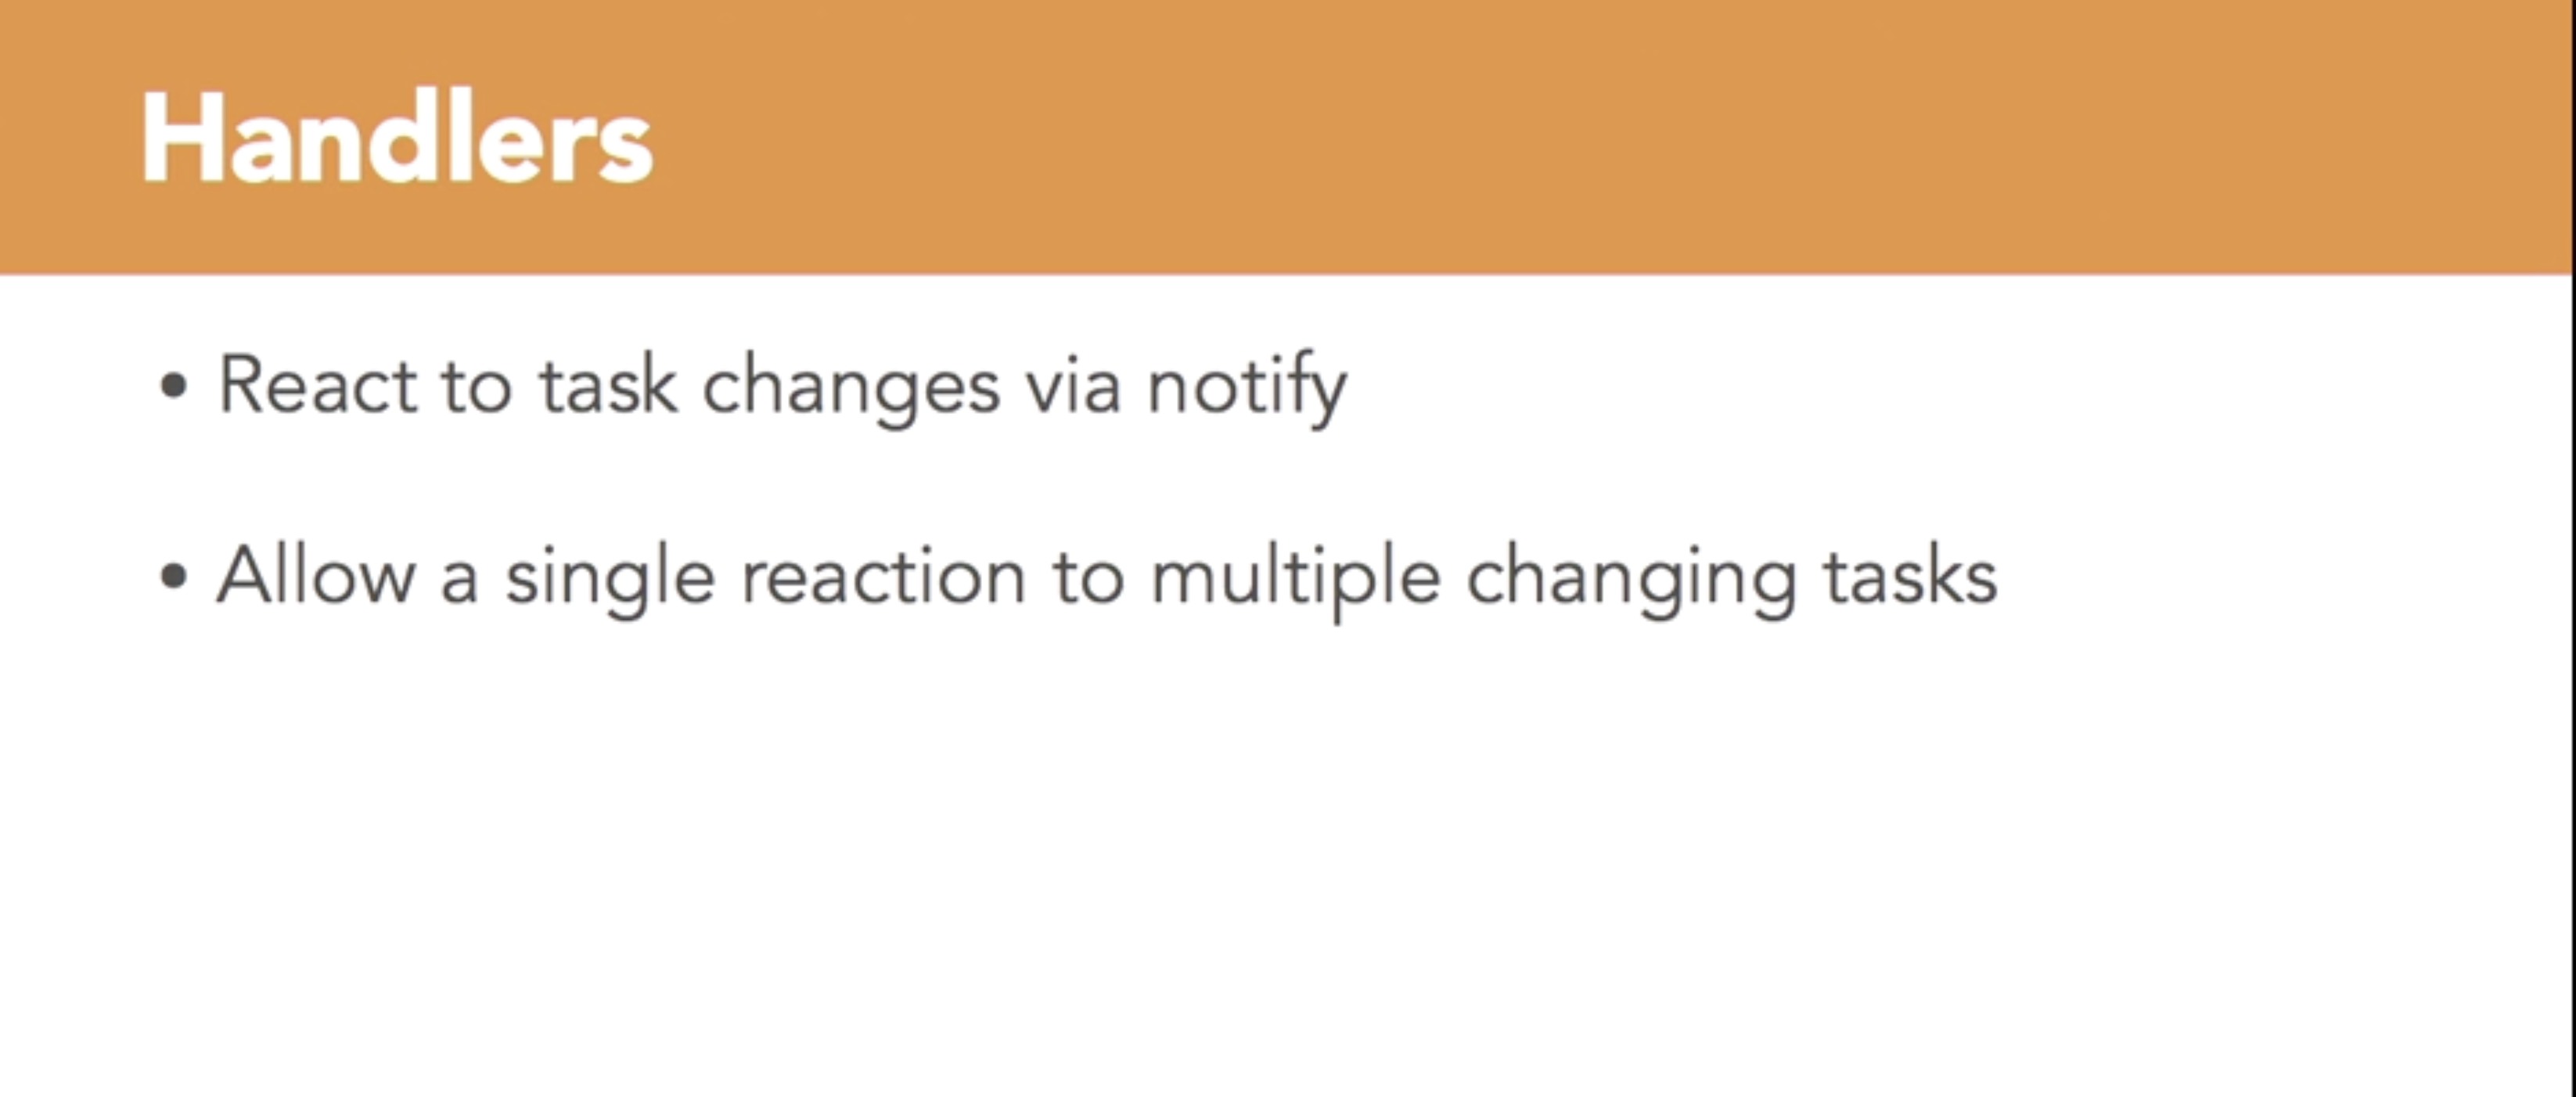 Handlers
• React to task changes via notify
• Allow a single reaction to multiple changing tasks